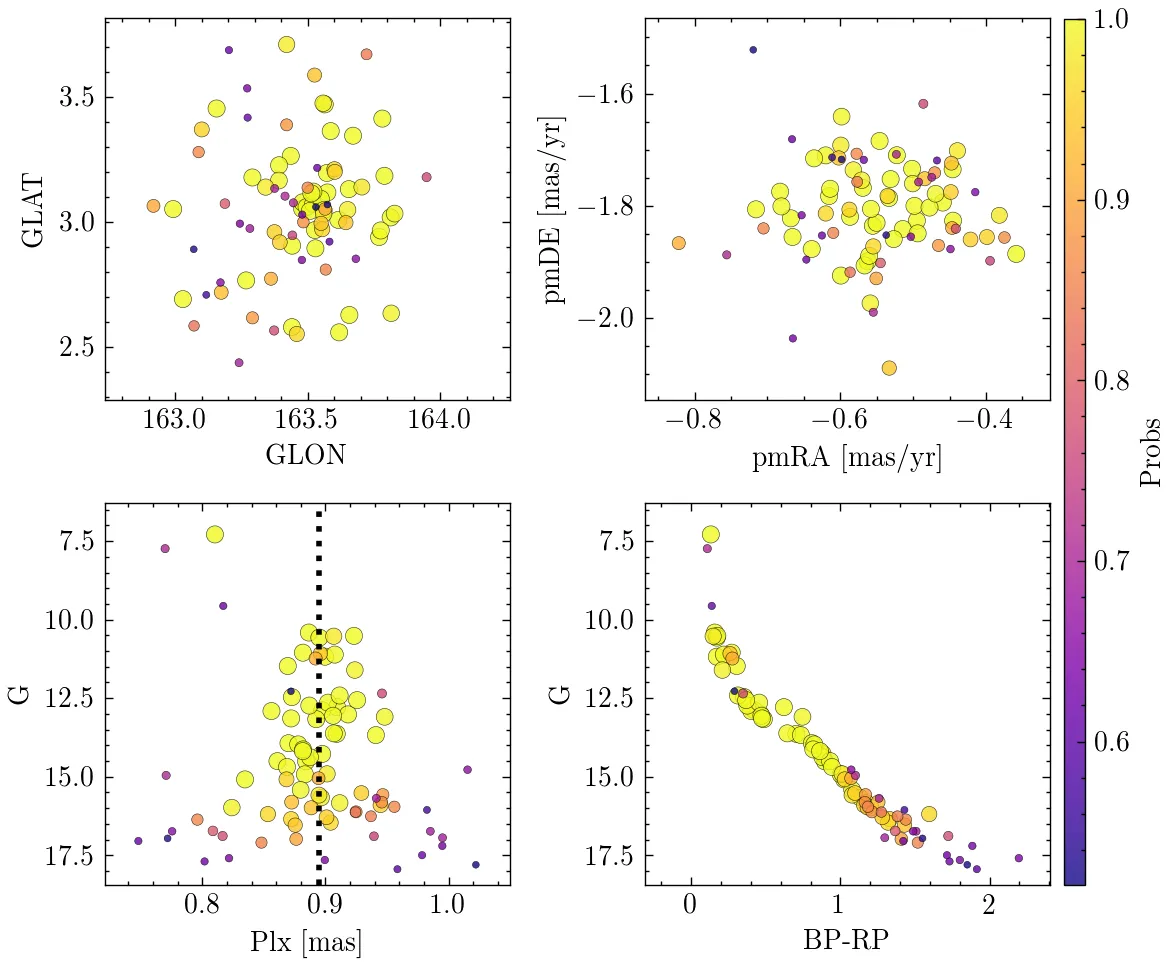 3.5
3.0
2.5
GLAT
163.0 163.5 164.0
GLON
−1.6
−1.8
−2.0
pmDE [mas/yr]
−0.8 −0.6 −0.4
pmRA [mas/yr]
7.5
10.0
12.5
15.0
17.5
G
0.8 0.9 1.0
Plx [mas]
7.5
10.0
12.5
15.0
17.5
G
0 1 2
BP-RP
1.0
0.9
0.8
0.7
0.6
Probs